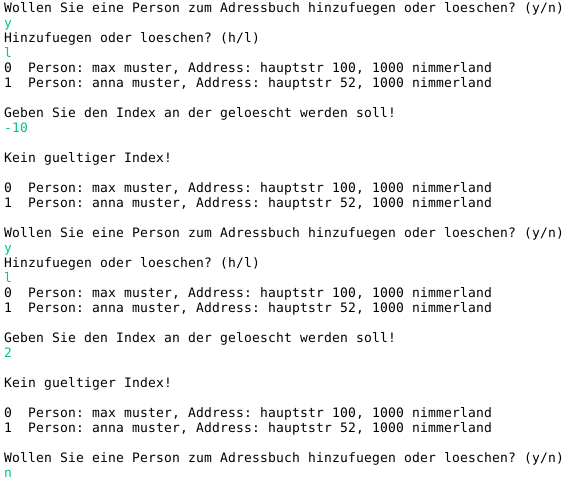 Wollen Sie eine Person zum Adressbuch hinzufuegen oder loeschen? (y/n)
y
Hinzufuegen oder loeschen? (h/l)
l
0  Person: max muster, Address: hauptstr 100, 1000 nimmerland
1  Person: anna muster, Address: hauptstr 52, 1000 nimmerland
Geben Sie den Index an der geloescht werden soll!
-10
Kein gueltiger Index!
0  Person: max muster, Address: hauptstr 100, 1000 nimmerland
1  Person: anna muster, Address: hauptstr 52, 1000 nimmerland
Wollen Sie eine Person zum Adressbuch hinzufuegen oder loeschen? (y/n)
y
Hinzufuegen oder loeschen? (h/l)
l
0  Person: max muster, Address: hauptstr 100, 1000 nimmerland
1  Person: anna muster, Address: hauptstr 52, 1000 nimmerland
Geben Sie den Index an der geloescht werden soll!
2
Kein gueltiger Index!
0  Person: max muster, Address: hauptstr 100, 1000 nimmerland
1  Person: anna muster, Address: hauptstr 52, 1000 nimmerland
Wollen Sie eine Person zum Adressbuch hinzufuegen oder loeschen? (y/n)
n